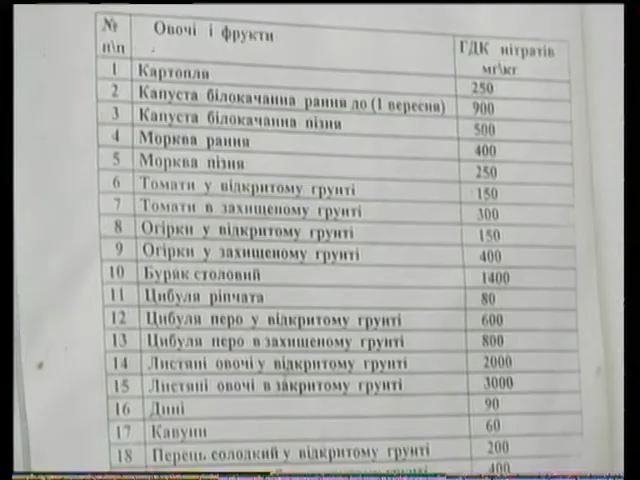 № п\п Овочі і фрукти ГДК нітратів мг\кг
1 Картопля 250
2 Капуста білокачанна рання до (1 вересня) 900
3 Капуста білокачанна пізня 500
4 Морква рання 400
5 Морква пізня 250
6 Томати у відкритому грунті 150
7 Томати в захищеному грунті 300
8 Огірки у відкритому грунті 150
9 Огірки у захищеному грунті 400
10 Буряк столовий 1400
11 Цибуля ріпчата 80
12 Цибуля перо у відкритому грунті 600
13 Цибуля перо в захищеному грунті 800
14 Листяні овочі у відкритому грунті 2000
15 Листяні овочі в закритому грунті 3000
16 Дині 90
17 Кавуни 60
18 Перець солодкий у відкритому грунті 200
400